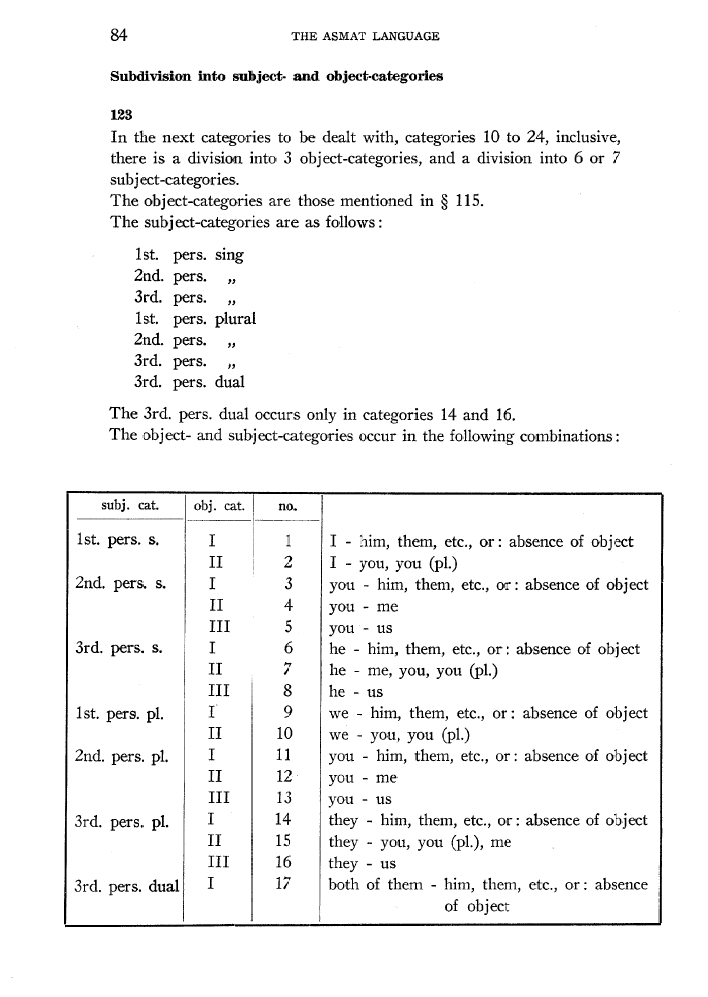 84 THE ASMAT LANGUAGE
Subdivision into subject- and object-categories
123
In the next categories to be dealt with, categories 10 to 24, inclusive,
there is a division into 3 object-categories, and a division into 6 or 7
subject-categories.
The object-categories are those mentioned in § 115.
The subject-categories are as follows:
1st. pers. sing
2nd. pers. „
3rd. pers. „
1st. pers. plural
2nd. pers. „
3rd. pers. „
3rd. pers. dual
The 3rd. pers. dual occurs only in categories 14 and 16.
The object- and subject-categories occur in the following combinations:
subj. cat. obj. cat. no.
1st. pers. s. I 1 I - him, them, etc., or: absence of object
II 2 I - you, you (pl.)
2nd. pers. s. I 3 you - him, them, etc., or: absence of object
II 4 you - me
III 5 you - us
3rd. pers. s. I 6 he - him, them, etc., or: absence of object
II 7 he - me, you, you (pl.)
III 8 he - us
1st. pers. pl. I 9 we - him, them, etc., or: absence of object
II 10 we - you, you (pl.)
2nd. pers. pl. I 11 you - him, them, etc., or: absence of object
II 12 you - me
III 13 you - us
3rd. pers. pl. I 14 they - him, them, etc., or: absence of object
II 15 they - you, you (pl.), me
III 16 they - us
3rd. pers. dual I 17 both of them - him, them, etc., or: absence
of object